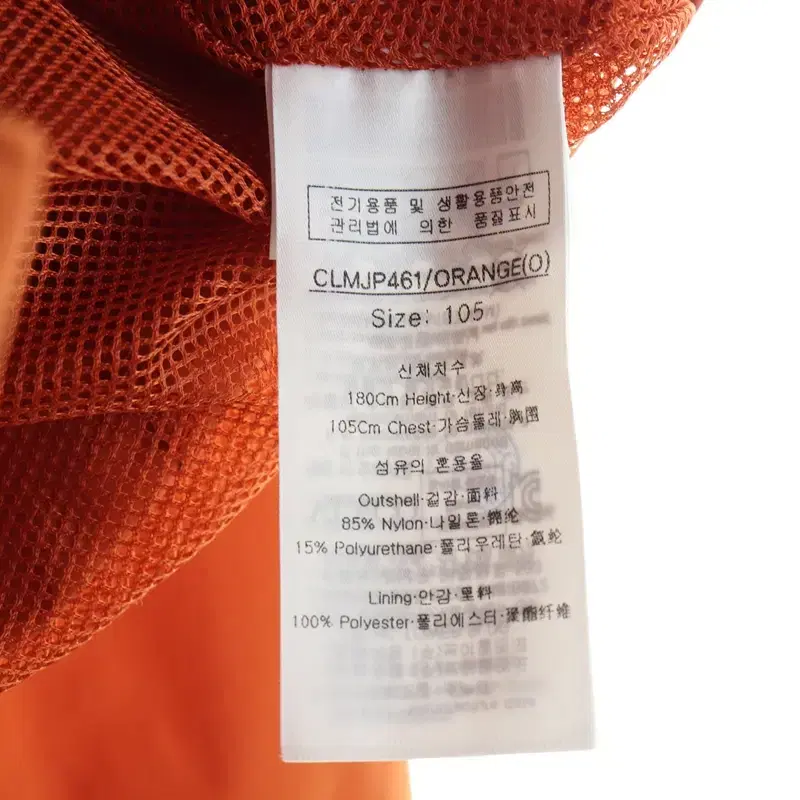 전기용품 및 생활용품안전
관리법에 의한 품질표시
CLMJP461/ORANGE(O)
Size: 105
신체치수
180Cm Height·신장·身高
105Cm Chest·가슴둘레·胸围
섬유의 혼용율
Outshell·겉감·面料
85% Nylon·나일론·锦纶
15% Polyurethane·폴리우레탄·氨纶
Lining·안감·里料
100% Polyester·폴리에스터·聚酯纤维